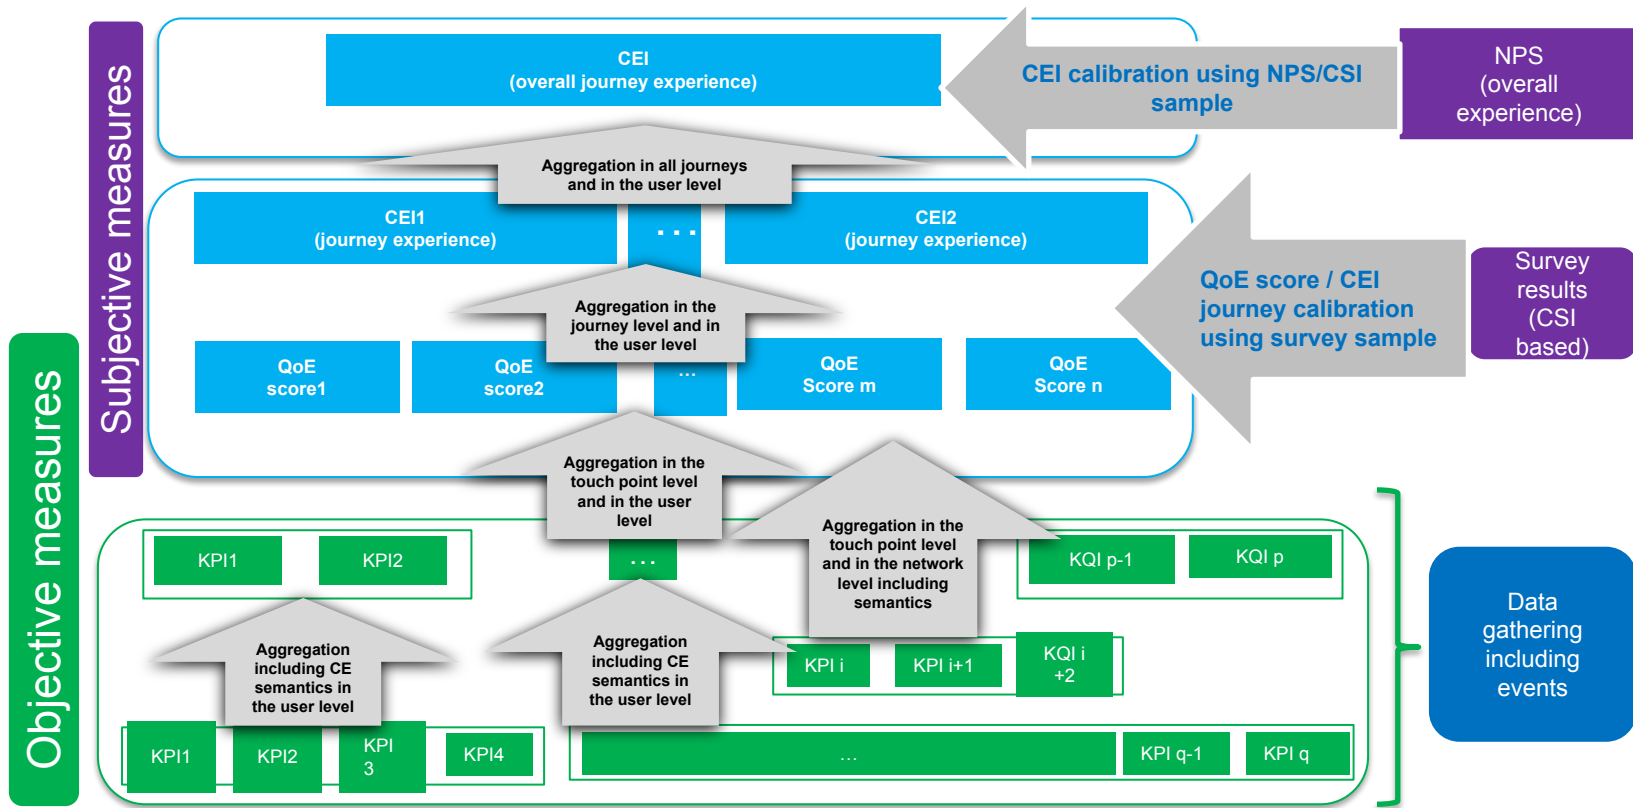 Subjective measures
Objective measures
CEI
(overall journey experience)
CEI calibration using NPS/CSI
sample
NPS
(overall
experience)
Aggregation in all journeys
and in the user level
CEI1
(journey experience)
...
CEI2
(journey experience)
QoE score / CEI
journey calibration
using survey sample
Survey
results
(CSI
based)
Aggregation in the
journey level and in
the user level
QoE
score1
QoE
score2
...
QoE
Score m
QoE
Score n
Aggregation in the
touch point level
and in the user
level
Aggregation in the
touch point level
and in the network
level including
semantics
KPI1
KPI2
...
KQI p-1
KQI p
Data
gathering
including
events
Aggregation
including CE
semantics in
the user level
Aggregation
including CE
semantics in
the user level
KPI i
KPI i+1
KQI i
+2
KPI1
KPI2
KPI
3
KPI4
...
KPI q-1
KPI q